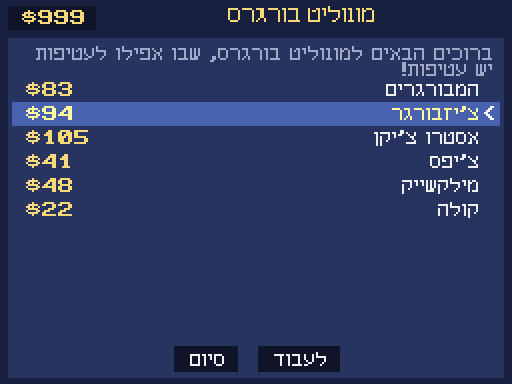 $999
מונוליט בורגרס
ברוכים הבאים למונוליט בורגרס, שבו אפילו לעטיפות
יש עטיפות!
המבורגרים $83
צ'יזבורגר $94
אסטרו צ'יקן $105
צ'יפס $41
מילקשייק $48
קולה $22
לעבוד
סיום